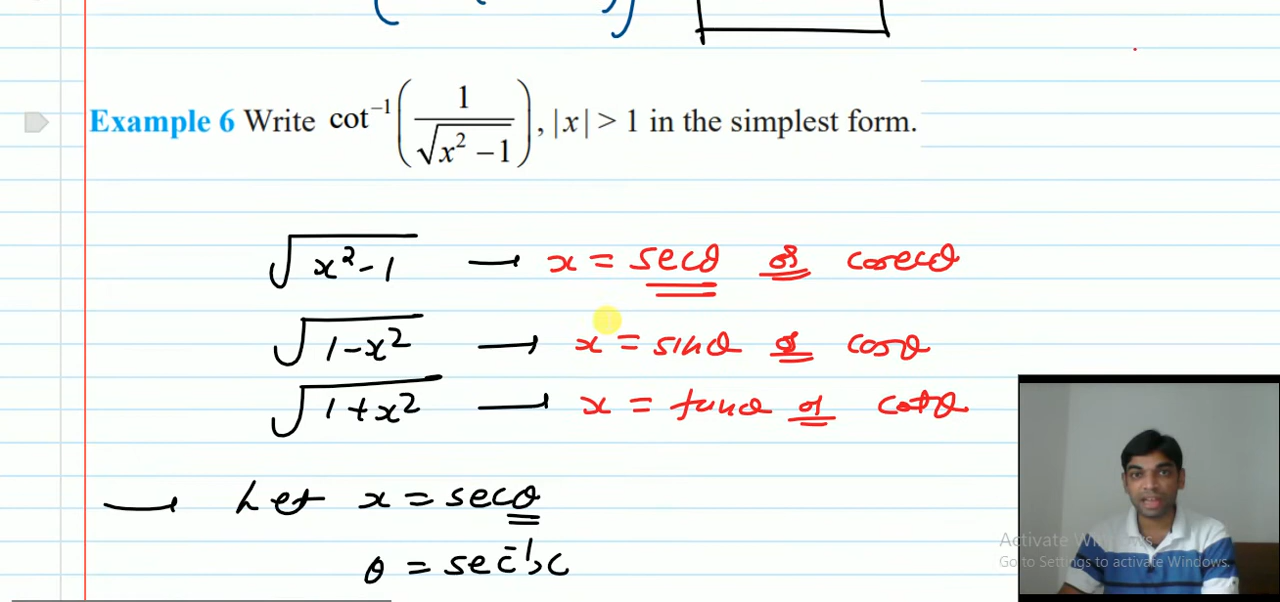 Example 6 Write cot⁻¹(1/√(x² − 1)), |x| > 1 in the simplest form.
√(x² − 1) → x = secθ or cosecθ
√(1 − x²) → x = sinθ or cosθ
√(1 + x²) → x = tanθ or cotθ
→ Let x = secθ
θ = sec⁻¹x
Activate Windows
Go to Settings to activate Windows.